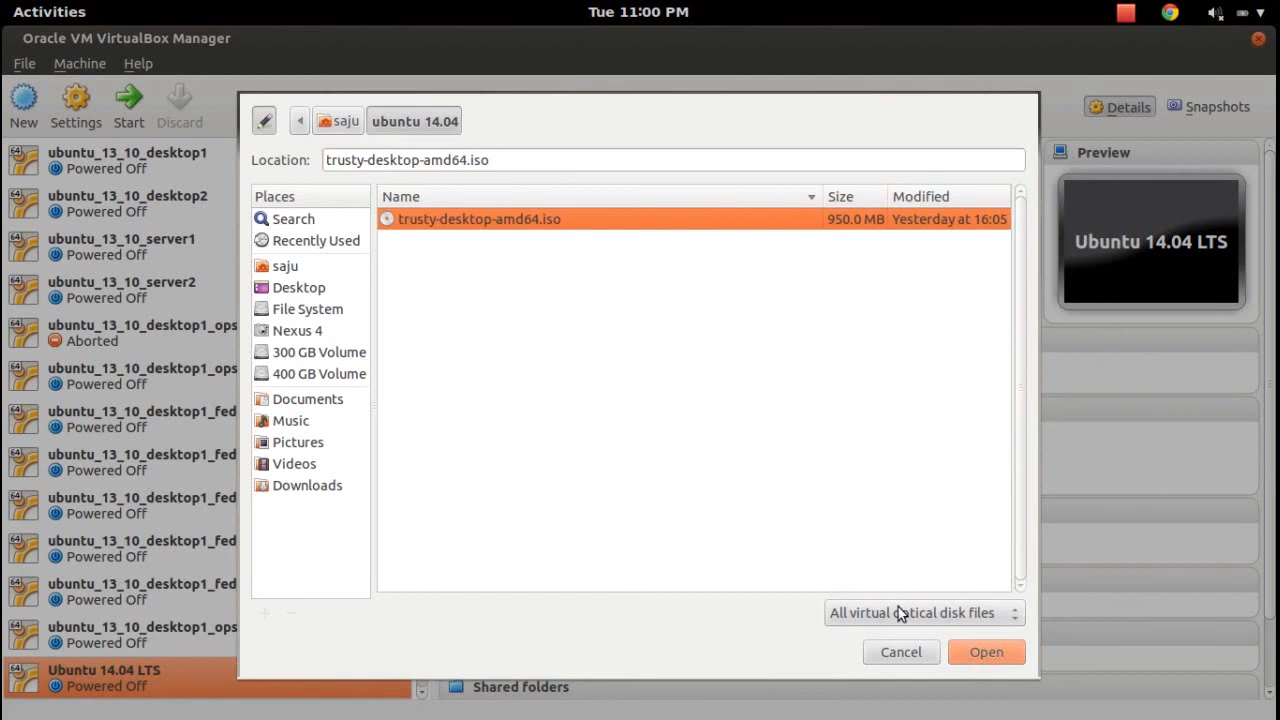 Activities
Tue 11:00 PM
Oracle VM VirtualBox Manager
File Machine Help
New Settings Start Discard
Details Snapshots
ubuntu_13_10_desktop1
Powered Off
ubuntu_13_10_desktop2
Powered Off
ubuntu_13_10_server1
Powered Off
ubuntu_13_10_server2
Powered Off
ubuntu_13_10_desktop1_ops
Aborted
ubuntu_13_10_desktop1_ops
Powered Off
ubuntu_13_10_desktop1_fed
Powered Off
ubuntu_13_10_desktop1_fed
Powered Off
ubuntu_13_10_desktop1_fed
Powered Off
ubuntu_13_10_desktop1_fed
Powered Off
ubuntu_13_10_desktop1_fed
Powered Off
ubuntu_13_10_desktop1_ops
Powered Off
Ubuntu 14.04 LTS
Powered Off
saju ubuntu 14.04
Location: trusty-desktop-amd64.iso
Places
Search
Recently Used
saju
Desktop
File System
Nexus 4
300 GB Volume
400 GB Volume
Documents
Music
Pictures
Videos
Downloads
Name Size Modified
trusty-desktop-amd64.iso 950.0 MB Yesterday at 16:05
All virtual optical disk files
Cancel Open
Preview
Ubuntu 14.04 LTS
Shared folders